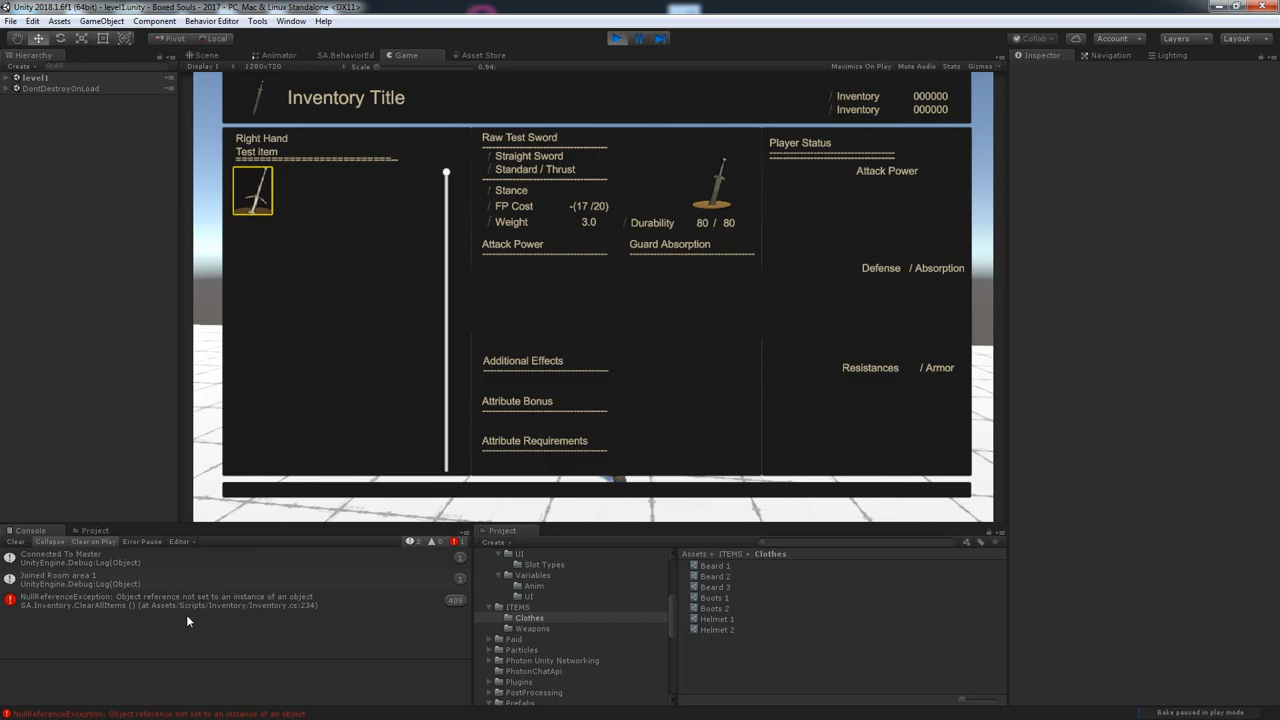 Unity 2018.1.6f1 (64bit) - level1.unity - Boxed Souls - 2017 - PC, Mac & Linux Standalone <DX11>
File Edit Assets GameObject Component Behavior Editor Tools Window Help
Pivot Local Collab Account Layers Layout
Hierarchy Scene Animator SA.BehaviorEd Game Asset Store Inspector Navigation Lighting
Create All Display 1 1280x720 Scale 0.94: Maximize On Play Mute Audio Stats Gizmos
level1
DontDestroyOnLoad
Inventory Title
/ Inventory 000000
/ Inventory 000000
Right Hand
Test item
Raw Test Sword
/ Straight Sword
/ Standard / Thrust
/ Stance
/ FP Cost -(17 /20)
/ Weight 3.0 / Durability 80 / 80
Attack Power Guard Absorption
Additional Effects
Attribute Bonus
Attribute Requirements
Player Status
Attack Power
Defense / Absorption
Resistances / Armor
Console Project
Clear Collapse Clear on Play Error Pause Editor 2 0 1
Connected To Master
UnityEngine.Debug:Log(Object) 1
Joined Room area 1
UnityEngine.Debug:Log(Object) 1
NullReferenceException: Object reference not set to an instance of an object
SA.Inventory.ClearAllItems () (at Assets/Scripts/Inventory/Inventory.cs:234) 409
Project
Create
UI
Slot Types
Variables
Anim
UI
ITEMS
Clothes
Weapons
Paid
Particles
Photon Unity Networking
PhotonChatApi
Plugins
PostProcessing
Prefabs
Assets ► ITEMS ► Clothes
Beard 1
Beard 2
Beard 3
Boots 1
Boots 2
Helmet 1
Helmet 2
NullReferenceException: Object reference not set to an instance of an object
Bake paused in play mode